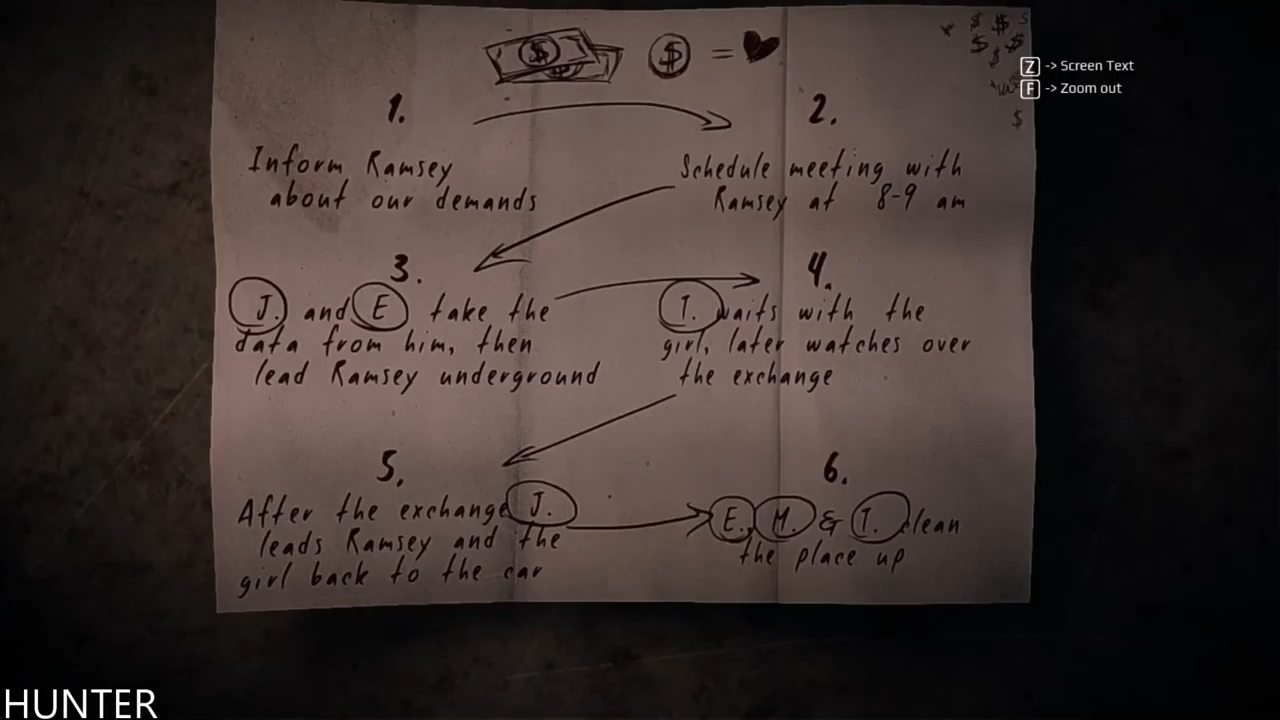 $ $ = ♥
Z -> Screen Text
F -> Zoom out
1.
Inform Ramsey
about our demands
2.
Schedule meeting with
Ramsey at 8-9 am
3.
J. and E take the
data from him, then
lead Ramsey underground
4.
T. waits with the
girl, later watches over
the exchange
5.
After the exchange J.
leads Ramsey and the
girl back to the car
6.
E. M. & T. clean
the place up
HUNTER